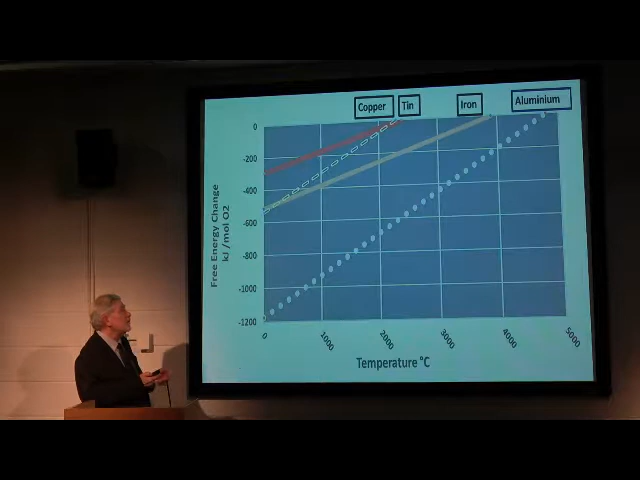 Copper Tin Iron Aluminium
0
-200
-400
-600
-800
-1000
-1200
Free Energy Change
kJ /mol O2
0 1000 2000 3000 4000 5000
Temperature °C